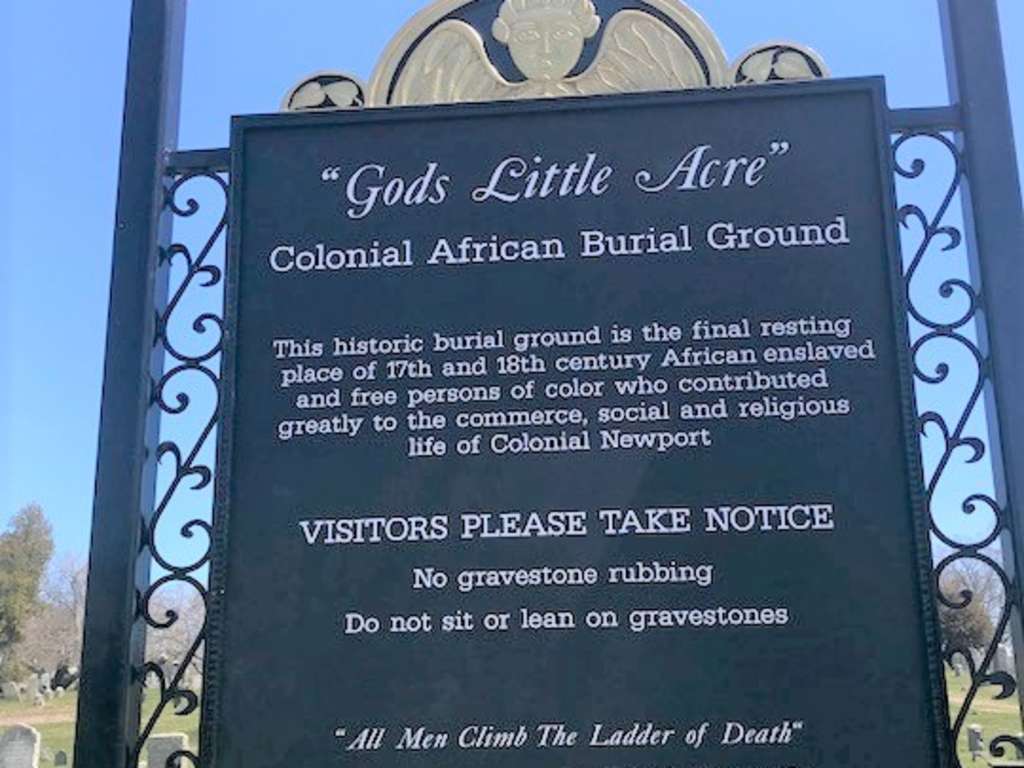 "Gods Little Acre"
Colonial African Burial Ground
This historic burial ground is the final resting
place of 17th and 18th century African enslaved
and free persons of color who contributed
greatly to the commerce, social and religious
life of Colonial Newport
VISITORS PLEASE TAKE NOTICE
No gravestone rubbing
Do not sit or lean on gravestones
"All Men Climb The Ladder of Death"